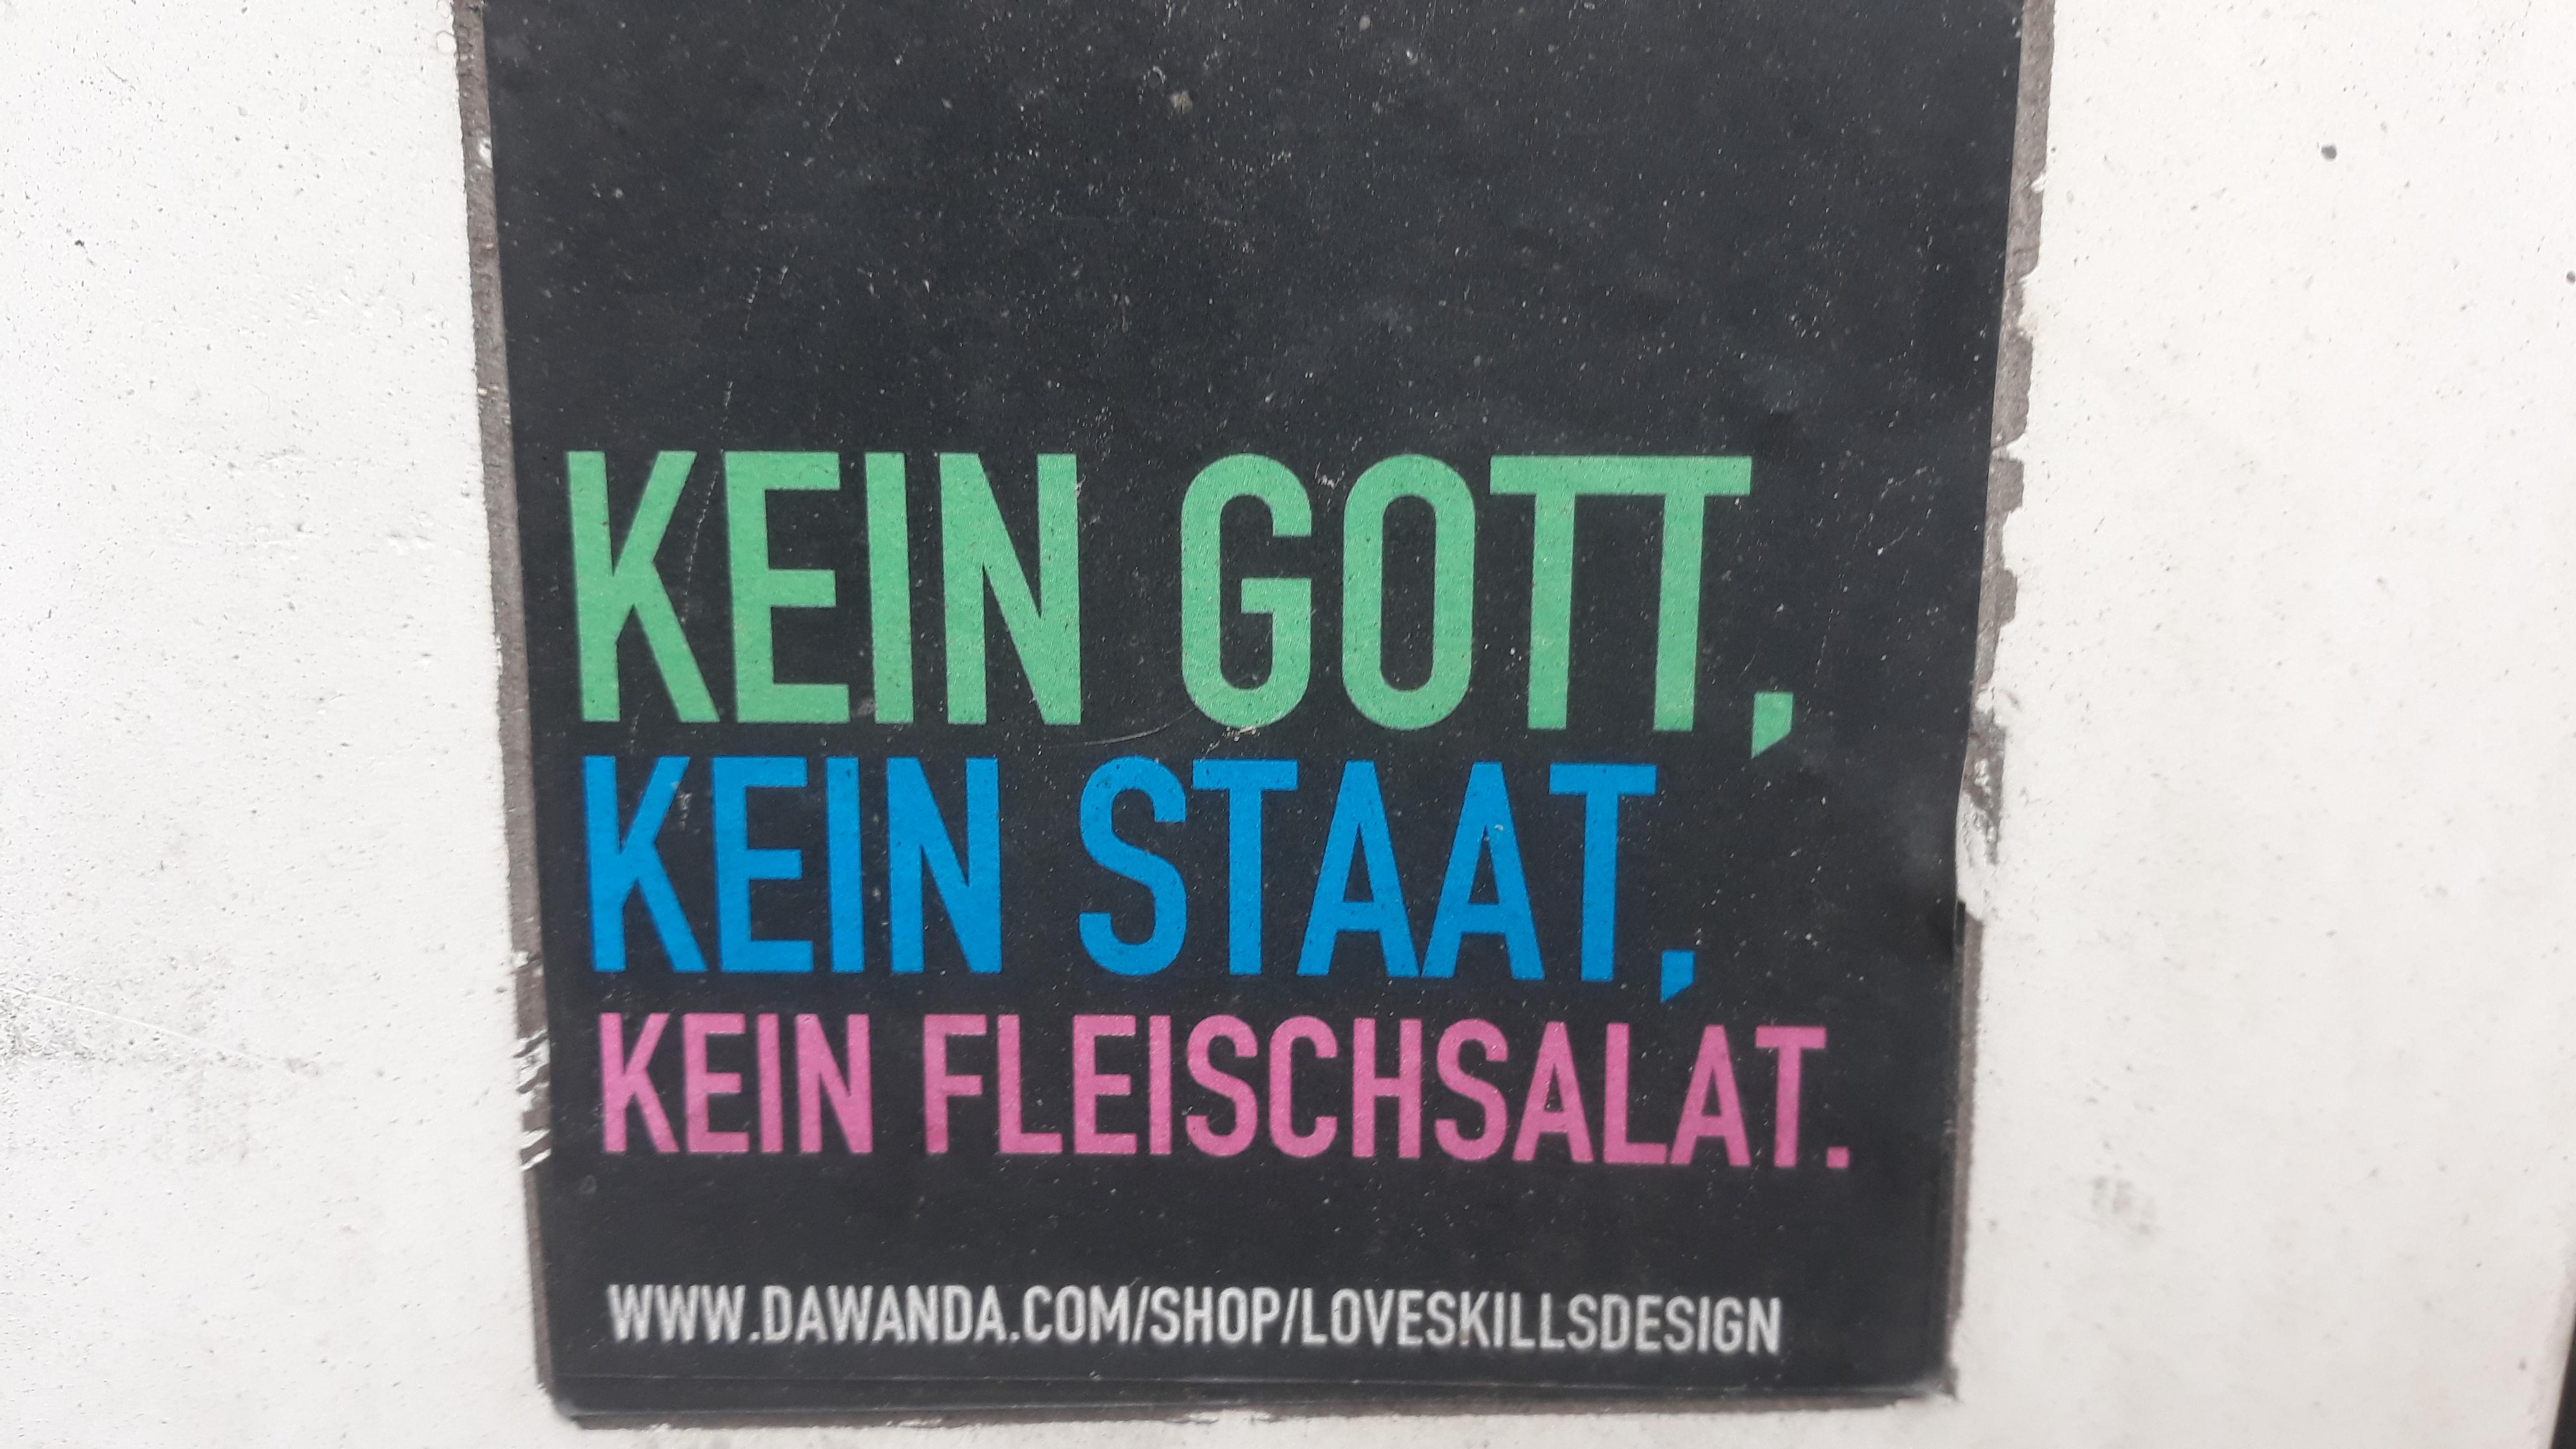 KEIN GOTT,
KEIN STAAT,
KEIN FLEISCHSALAT.
WWW.DAWANDA.COM/SHOP/LOVESKILLSDESIGN